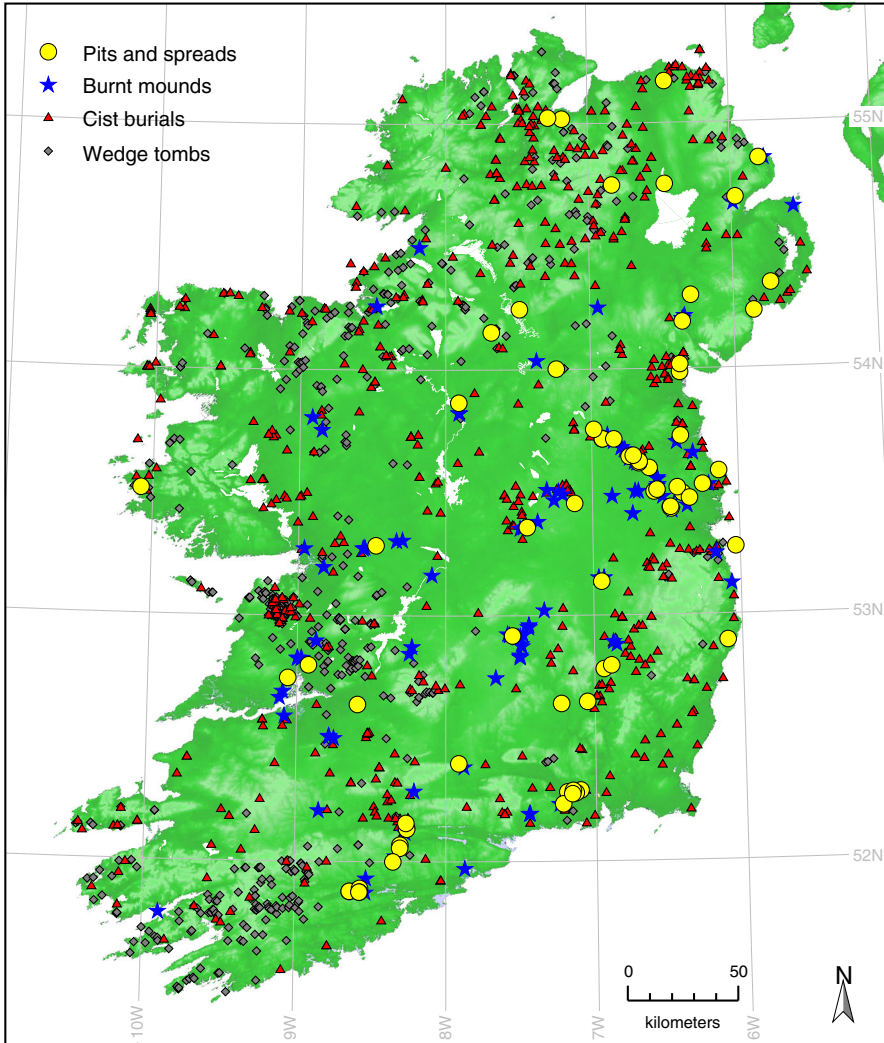 Pits and spreads
Burnt mounds
Cist burials
Wedge tombs
55N
54N
53N
52N
0 50
kilometers
N
10W
9W
8W
7W
6W